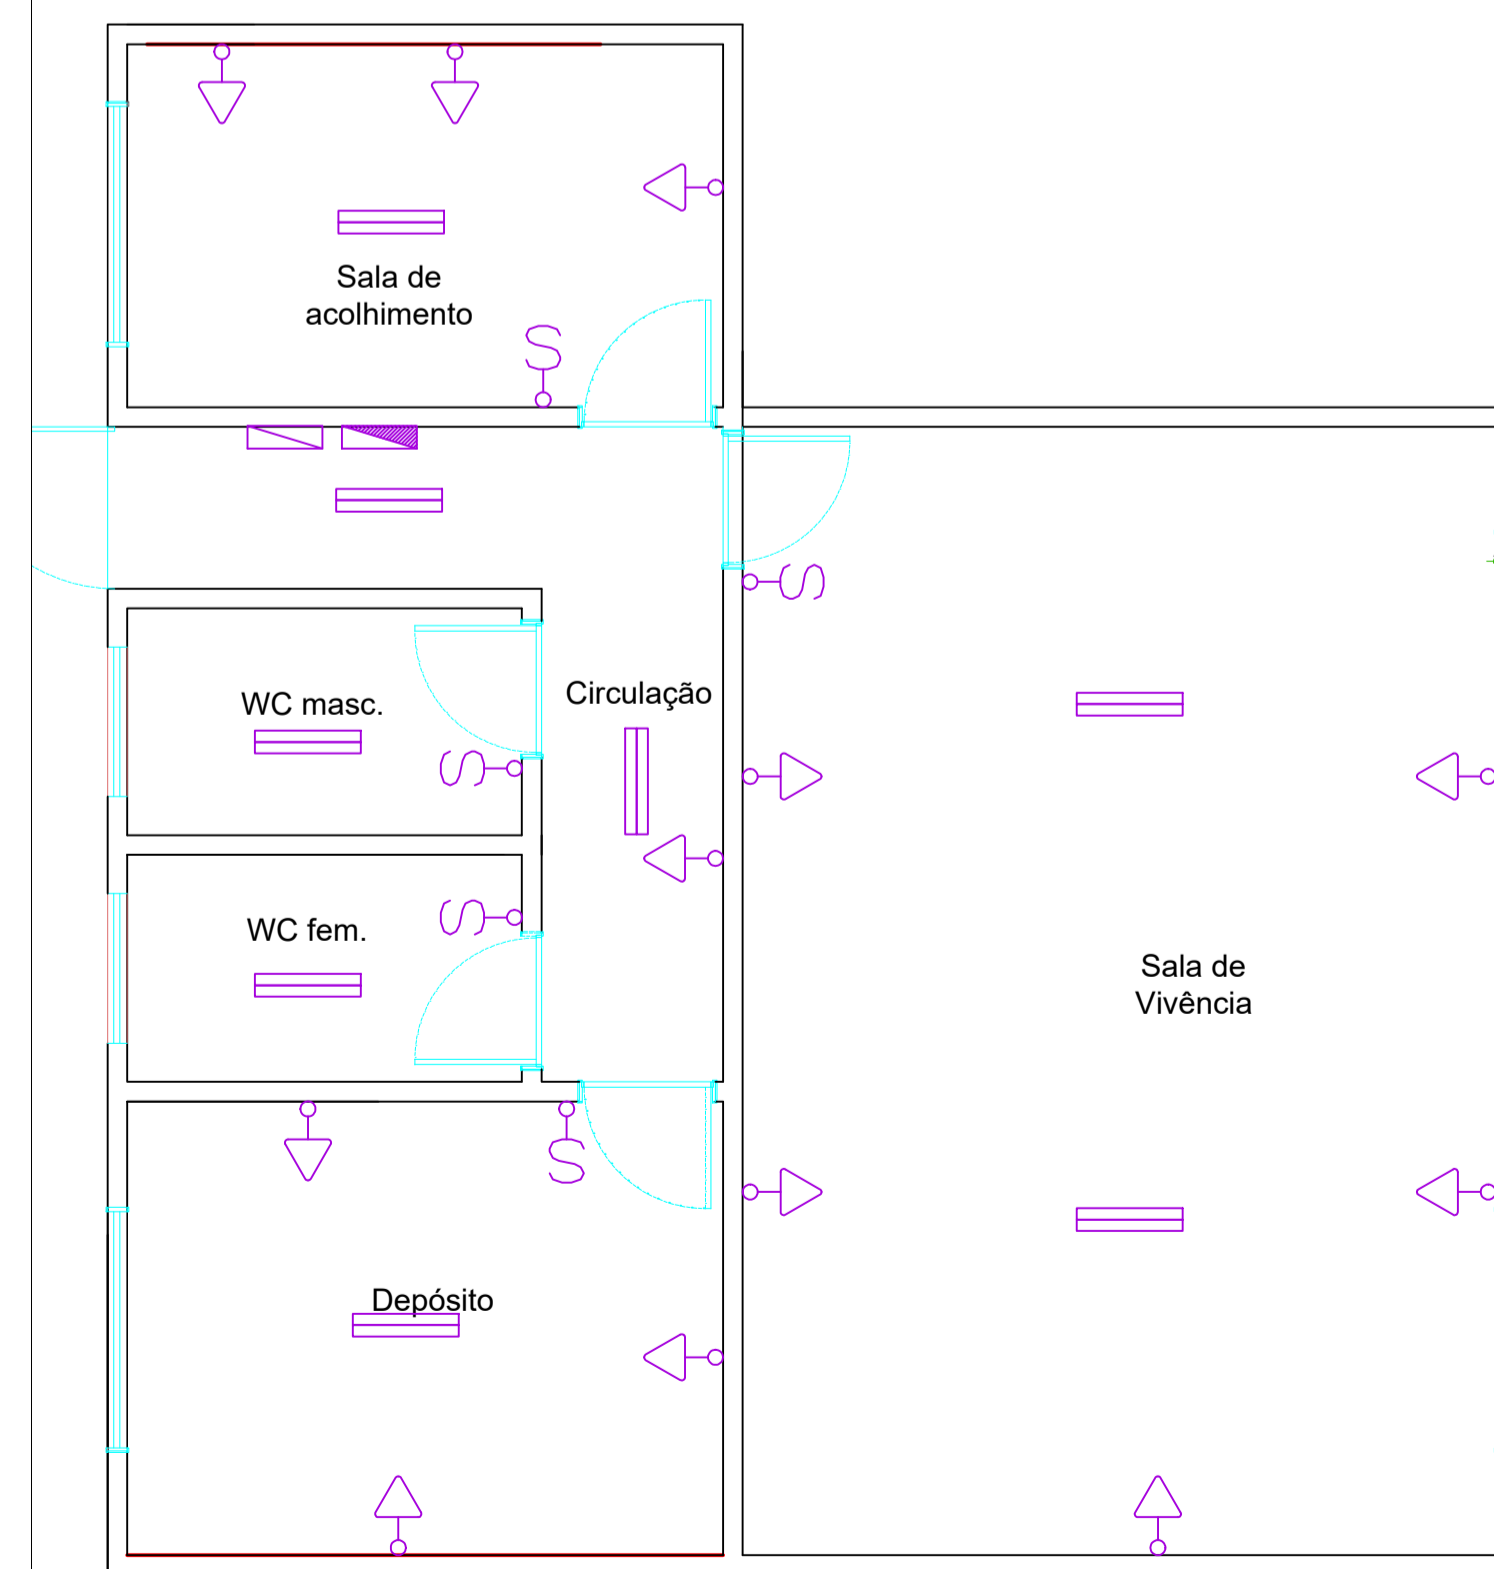 Sala de
acolhimento
S
S
WC masc.
Circulação
S
S
WC fem.
Sala de
Vivência
S
Depósito